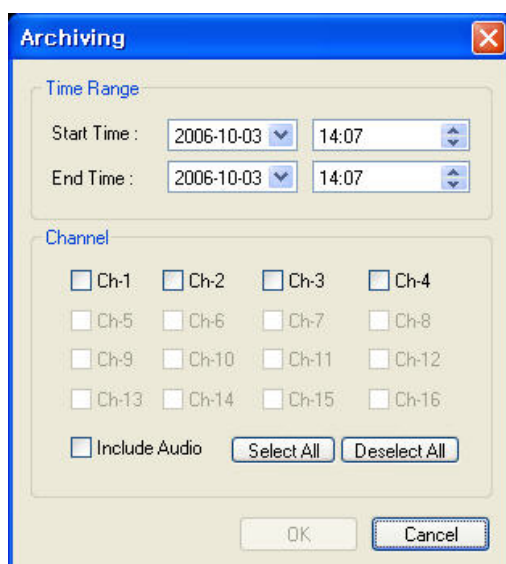 Archiving
Time Range
Start Time : 2006-10-03 14:07
End Time : 2006-10-03 14:07
Channel
Ch-1 Ch-2 Ch-3 Ch-4
Ch-5 Ch-6 Ch-7 Ch-8
Ch-9 Ch-10 Ch-11 Ch-12
Ch-13 Ch-14 Ch-15 Ch-16
Include Audio Select All Deselect All
OK Cancel